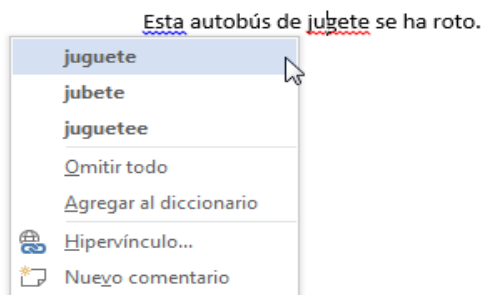 Esta autobús de jugete se ha roto.
juguete
jubete
juguetee
Omitir todo
Agregar al diccionario
Hipervínculo...
Nuevo comentario